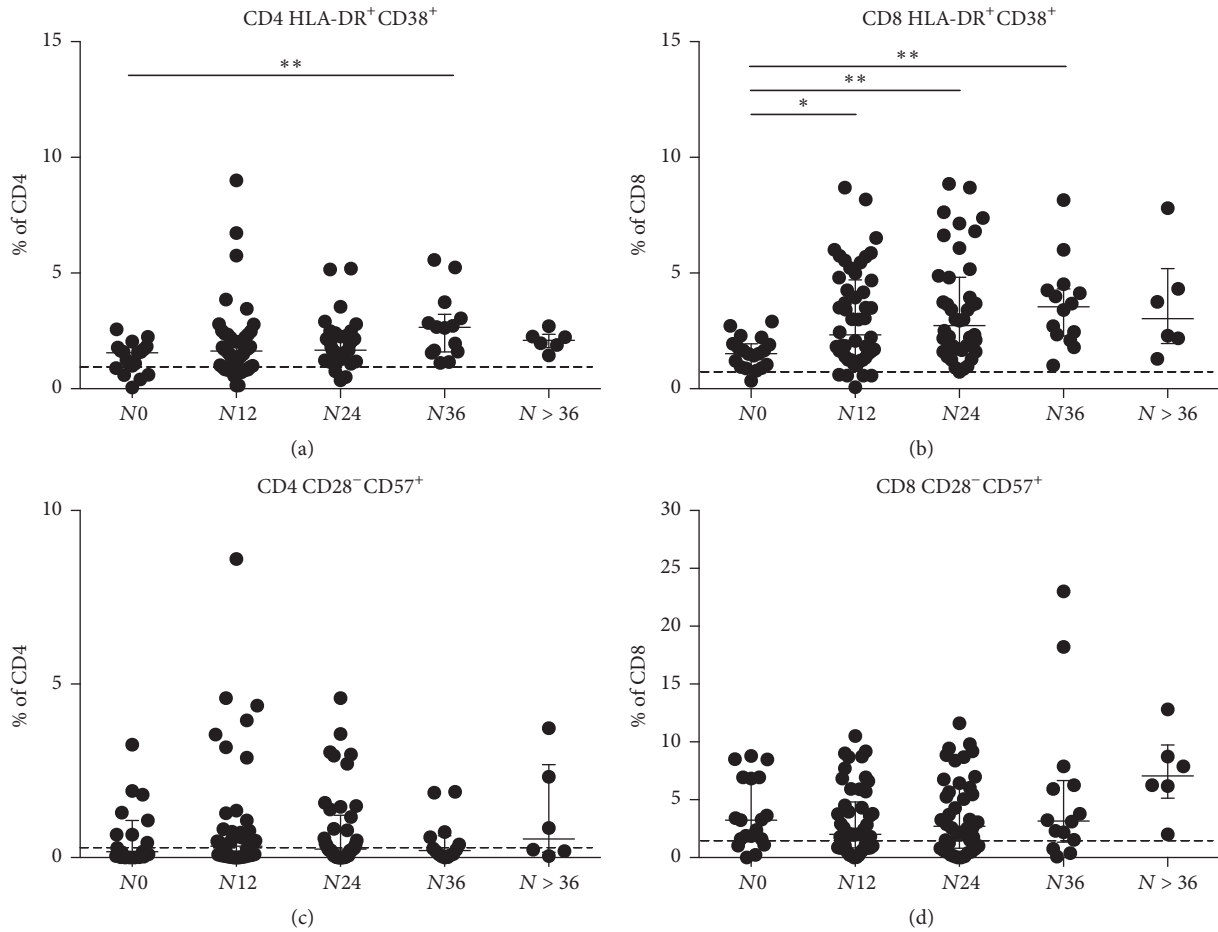 CD4 HLA-DR⁺CD38⁺
% of CD4
15
10
5
0
**
N0
N12
N24
N36
N > 36
(a)
CD8 HLA-DR⁺CD38⁺
% of CD8
15
10
5
0
**
**
*
N0
N12
N24
N36
N > 36
(b)
CD4 CD28⁻CD57⁺
% of CD4
10
5
0
N0
N12
N24
N36
N > 36
(c)
CD8 CD28⁻CD57⁺
% of CD8
30
25
20
15
10
5
0
N0
N12
N24
N36
N > 36
(d)